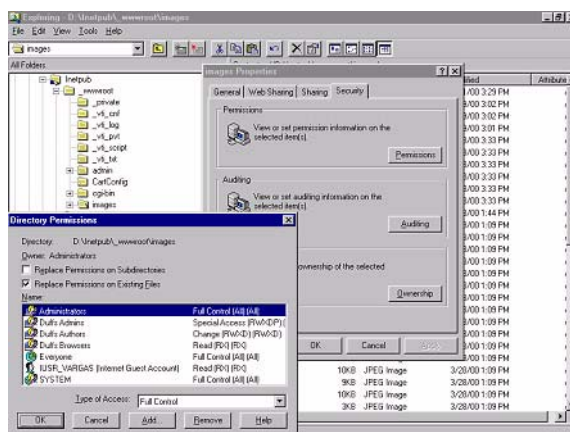 Exploring - D:\Inetpub\_wwwroot\images
File Edit View Tools Help
images
All Folders
Inetpub
_wwwroot
_private
_vti_cnf
_vti_log
_vti_pvt
_vti_script
_vti_txt
admin
CartConfig
cgi-bin
images
images Properties
General Web Sharing Sharing Security
Permissions
View or set permission information on the
selected item(s).
Permissions
Auditing
View or set auditing information on the
selected item(s).
Auditing
ownership of the selected
Ownership
OK Cancel Apply
Attribute
3:29 PM
3:02 PM
3:02 PM
3:01 PM
3:33 PM
3:33 PM
3:33 PM
3:33 PM
3:33 PM
1:44 PM
1:09 PM
1:09 PM
1:09 PM
1:09 PM
1:09 PM
1:09 PM
1:09 PM
1:09 PM
1:09 PM
1:09 PM
10KB JPEG Image 3/28/00 1:09 PM
9KB JPEG Image 3/28/00 1:09 PM
10KB JPEG Image 3/28/00 1:09 PM
3KB JPEG Image 3/28/00 1:09 PM
Directory Permissions
Directory: D:\Inetpub\_wwwroot\images
Owner: Administrators
Replace Permissions on Subdirectories
Replace Permissions on Existing Files
Name:
Administrators Full Control (All) (All)
Duffs Admins Special Access (RWXDP) (
Duffs Authors Change (RWXD) (RWXD)
Duffs Browsers Read (RX) (RX)
Everyone Full Control (All) (All)
IUSR_VARGAS (Internet Guest Account) Read (RX) (RX)
SYSTEM Full Control (All) (All)
Type of Access: Full Control
OK Cancel Add... Remove Help